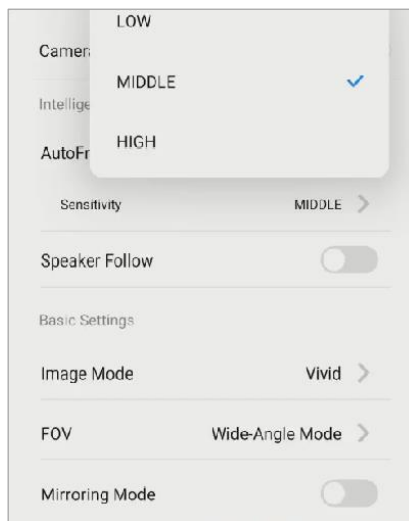 LOW
Camer
MIDDLE
Intellige
AutoFr
HIGH
Sensitivity MIDDLE
Speaker Follow
Basic Settings
Image Mode Vivid
FOV Wide-Angle Mode
Mirroring Mode